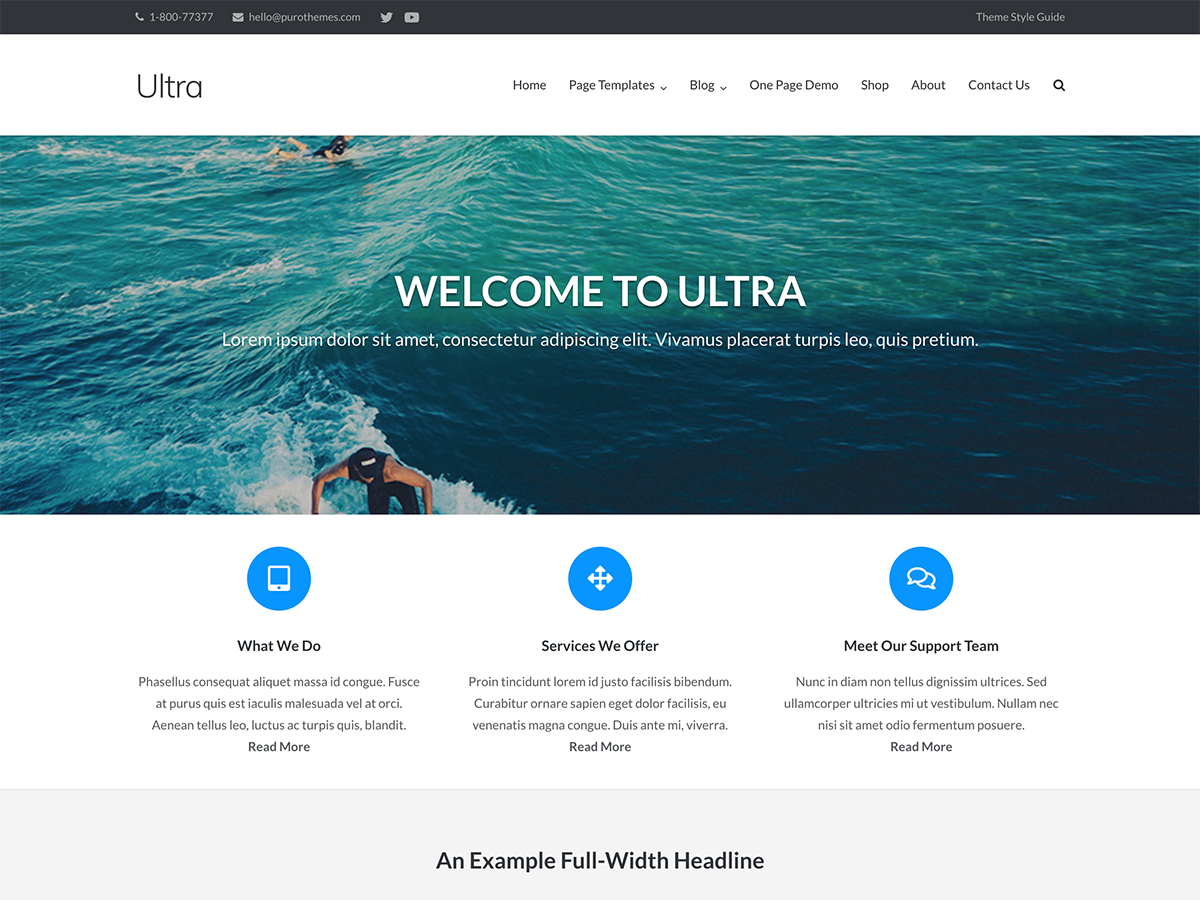 1-800-77377 hello@purothemes.com Theme Style Guide
Ultra
Home Page Templates Blog One Page Demo Shop About Contact Us
WELCOME TO ULTRA
Lorem ipsum dolor sit amet, consectetur adipiscing elit. Vivamus placerat turpis leo, quis pretium.
What We Do
Phasellus consequat aliquet massa id congue. Fusce
at purus quis est iaculis malesuada vel at orci.
Aenean tellus leo, luctus ac turpis quis, blandit.
Read More
Services We Offer
Proin tincidunt lorem id justo facilisis bibendum.
Curabitur ornare sapien eget dolor facilisis, eu
venenatis magna congue. Duis ante mi, viverra.
Read More
Meet Our Support Team
Nunc in diam non tellus dignissim ultrices. Sed
ullamcorper ultricies mi ut vestibulum. Nullam nec
nisi sit amet odio fermentum posuere.
Read More
An Example Full-Width Headline